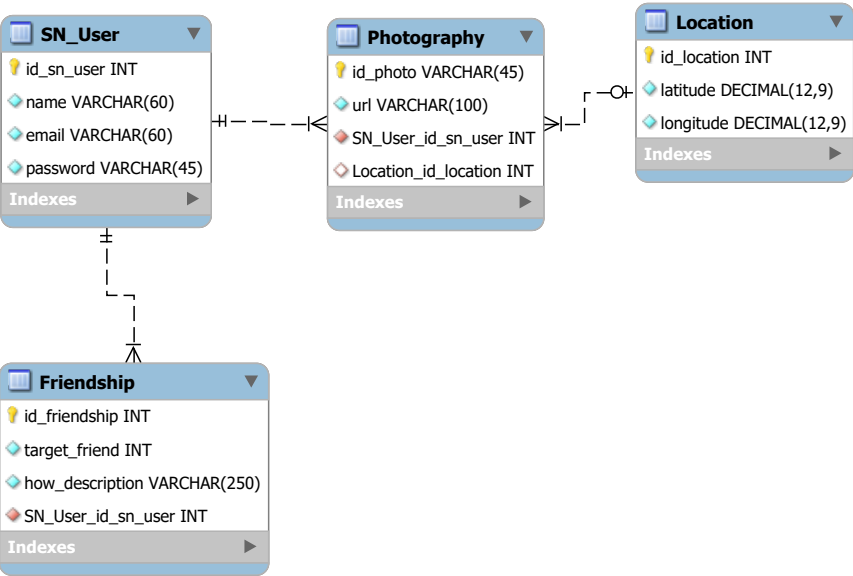 SN_User
id_sn_user INT
name VARCHAR(60)
email VARCHAR(60)
password VARCHAR(45)
Indexes
Photography
id_photo VARCHAR(45)
url VARCHAR(100)
SN_User_id_sn_user INT
Location_id_location INT
Indexes
Location
id_location INT
latitude DECIMAL(12,9)
longitude DECIMAL(12,9)
Indexes
Friendship
id_friendship INT
target_friend INT
how_description VARCHAR(250)
SN_User_id_sn_user INT
Indexes